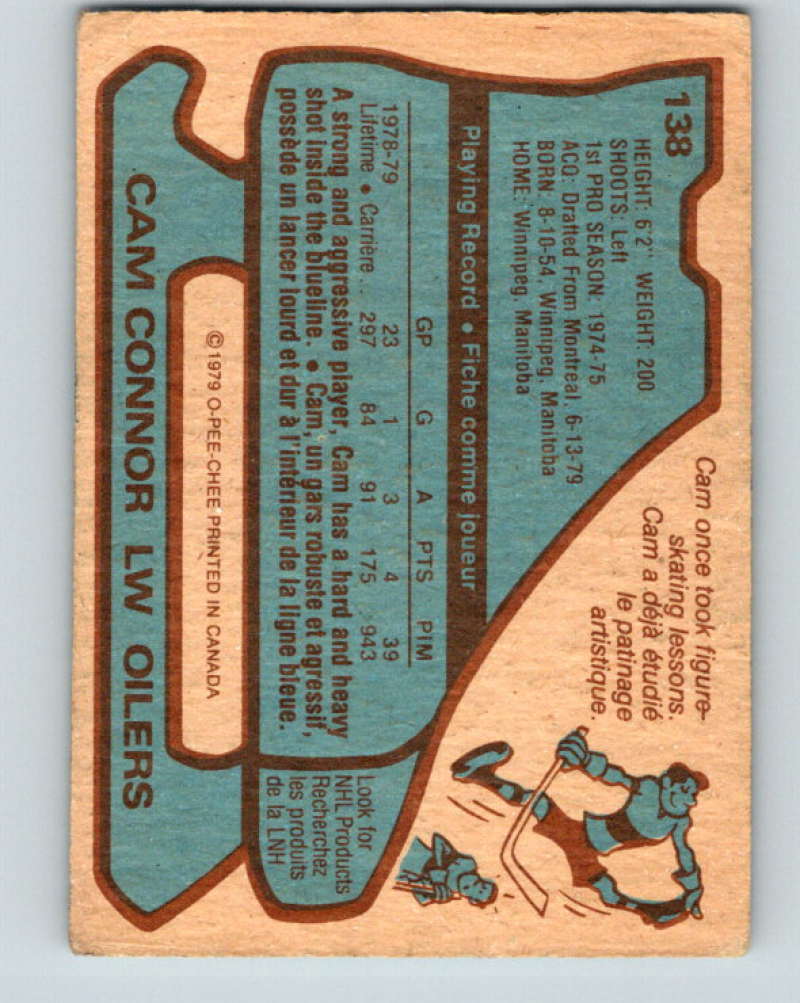 138
HEIGHT: 6'2" WEIGHT: 200
SHOOTS: Left
1st PRO SEASON: 1974-75
ACQ: Drafted From Montreal, 6-13-79
BORN: 8-10-54, Winnipeg, Manitoba
HOME: Winnipeg, Manitoba
Cam once took figure-
skating lessons.
Cam a déjà étudié
le patinage
artistique.
Playing Record • Fiche comme joueur
GP G A PTS PIM
1978-79 23 1 3 4 39
Lifetime • Carrière .. 297 84 91 175 943
A strong and aggressive player, Cam has a hard and heavy
shot inside the blueline. • Cam, un gars robuste et agressif,
possède un lancer lourd et dur à l'intérieur de la ligne bleue.
Look for
NHL Products
Recherchez
les produits
de la LNH
© 1979 O-PEE-CHEE PRINTED IN CANADA
CAM CONNOR LW OILERS